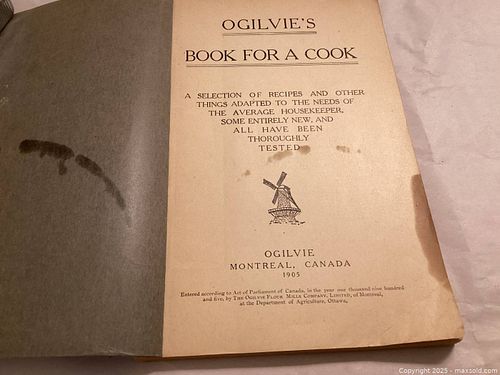 OGILVIE'S
BOOK FOR A COOK
A SELECTION OF RECIPES AND OTHER
THINGS ADAPTED TO THE NEEDS OF
THE AVERAGE HOUSEKEEPER,
SOME ENTIRELY NEW, AND
ALL HAVE BEEN
THOROUGHLY
TESTED
OGILVIE
MONTREAL, CANADA
1905
Entered according to Act of Parliament of Canada, in the year one thousand nine hundred
and five, by THE OGILVIE FLOUR MILLS COMPANY, LIMITED, of Montreal,
at the Department of Agriculture, Ottawa.
Copyright 2025 - maxsold.com